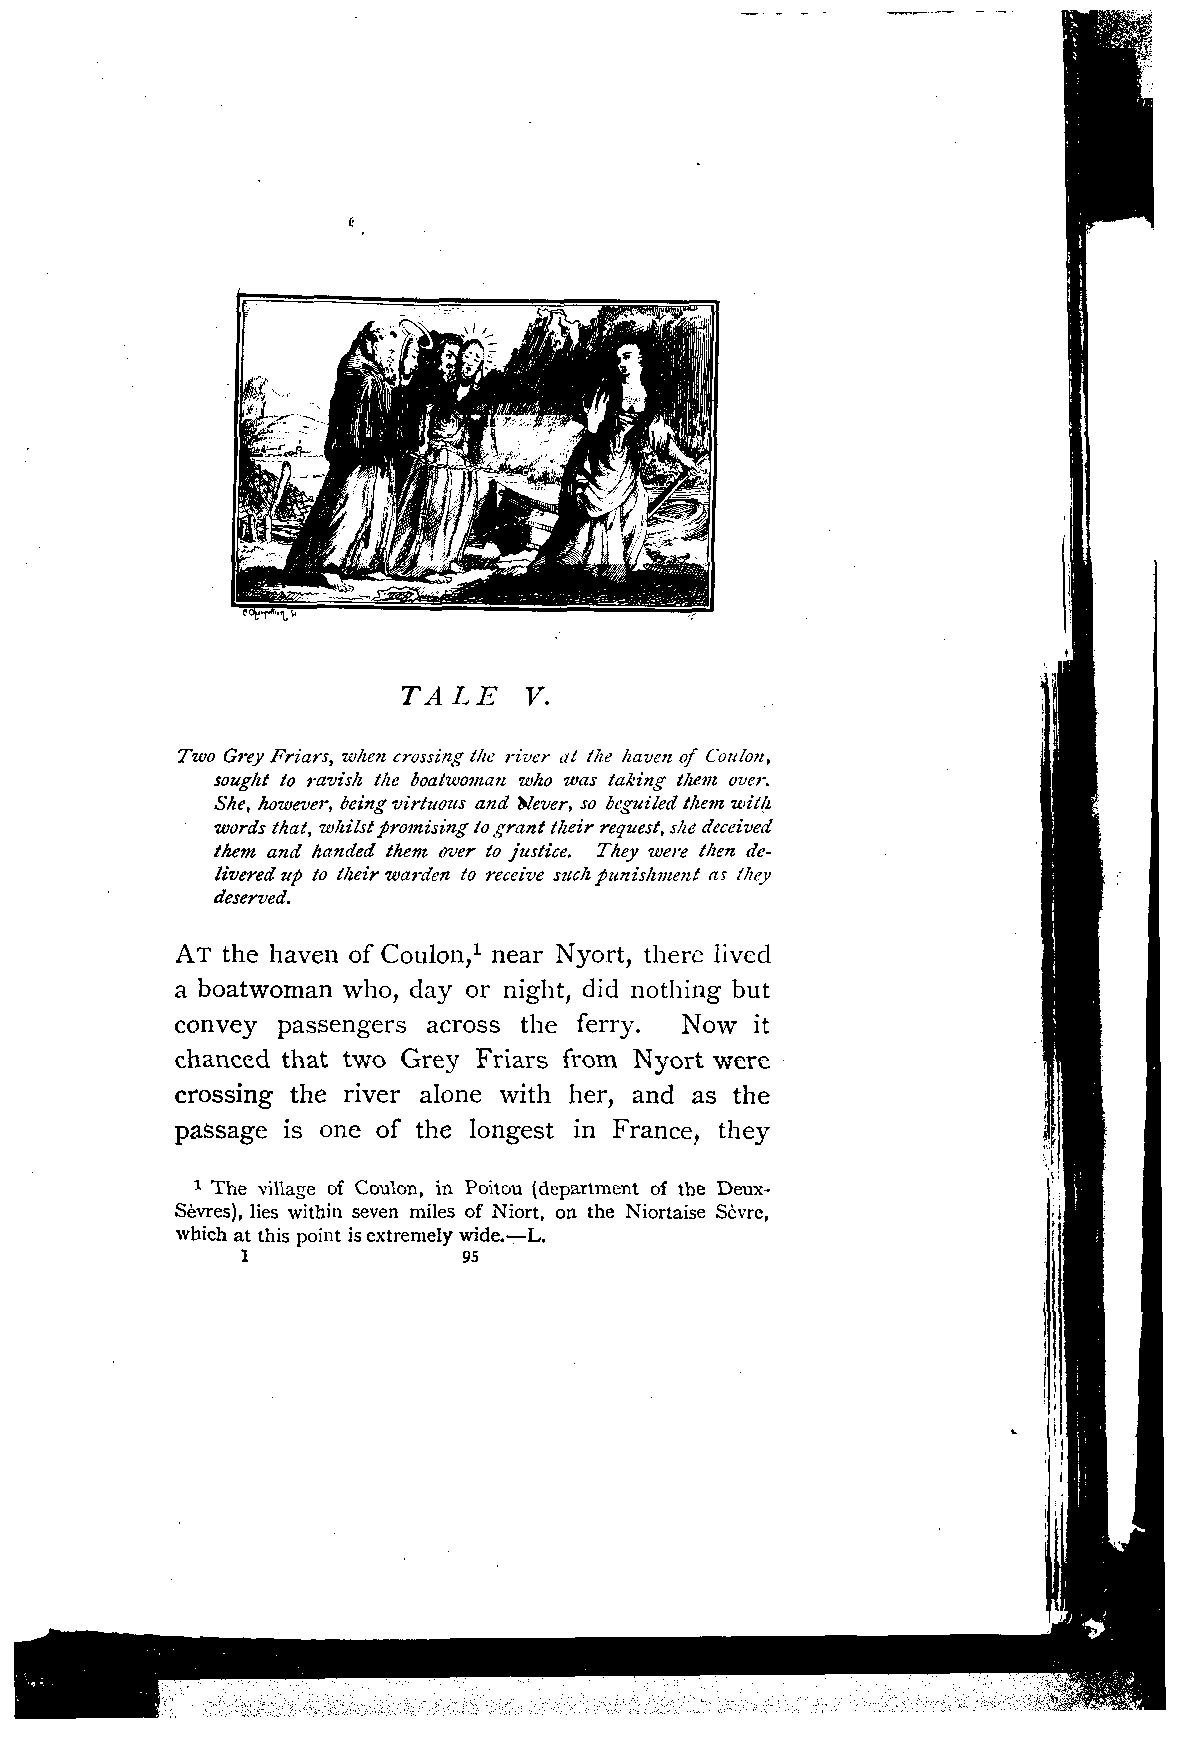 TALE V.
Two Grey Friars, when crossing the river at the haven of Coulon,
sought to ravish the boatwoman who was taking them over.
She, however, being virtuous and clever, so beguiled them with
words that, whilst promising to grant their request, she deceived
them and handed them over to justice. They were then de-
livered up to their warden to receive such punishment as they
deserved.
AT the haven of Coulon,¹ near Nyort, there lived
a boatwoman who, day or night, did nothing but
convey passengers across the ferry. Now it
chanced that two Grey Friars from Nyort were
crossing the river alone with her, and as the
passage is one of the longest in France, they
¹ The village of Coulon, in Poitou (department of the Deux-
Sèvres), lies within seven miles of Niort, on the Niortaise Sèvre,
which at this point is extremely wide.—L.
1 95